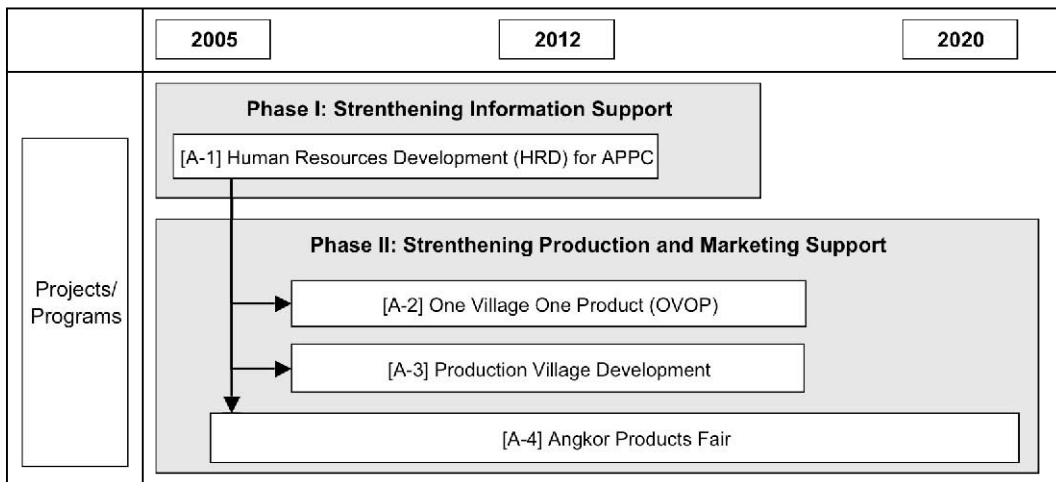 2005
2012
2020
Phase I: Strenthening Information Support
[A-1] Human Resources Development (HRD) for APPC
Phase II: Strenthening Production and Marketing Support
Projects/
Programs
[A-2] One Village One Product (OVOP)
[A-3] Production Village Development
[A-4] Angkor Products Fair